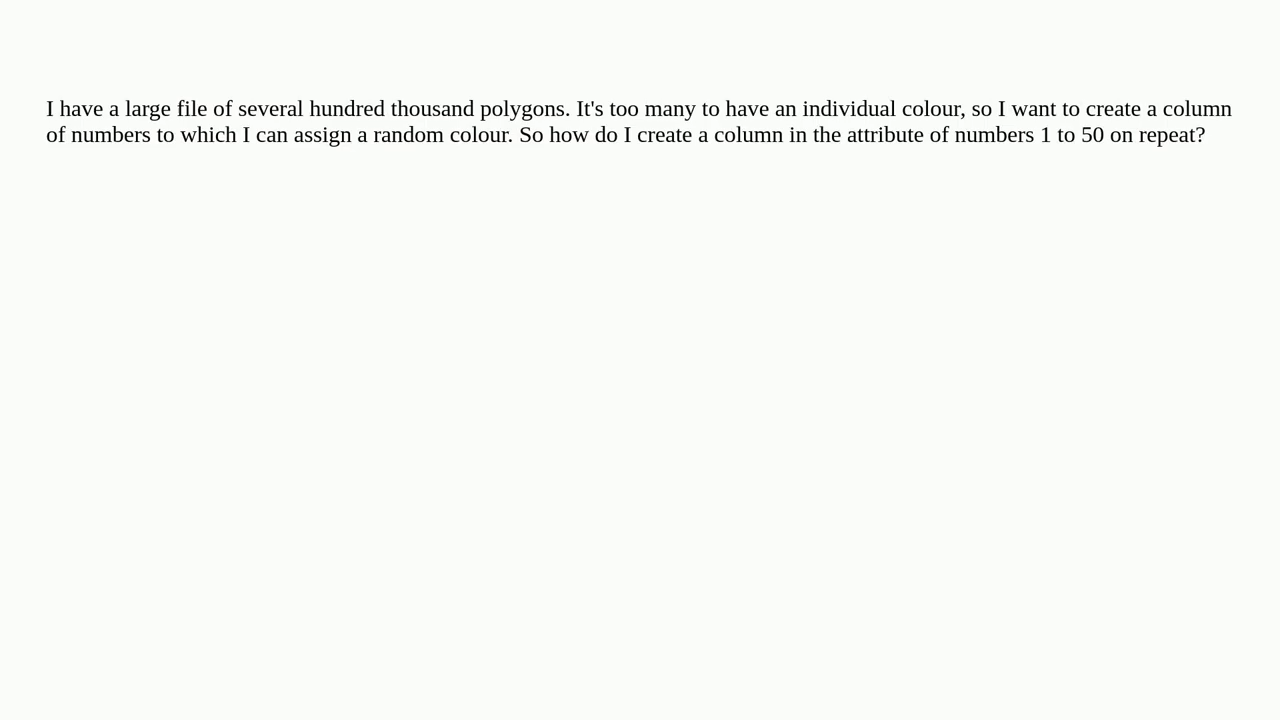 I have a large file of several hundred thousand polygons. It's too many to have an individual colour, so I want to create a column
of numbers to which I can assign a random colour. So how do I create a column in the attribute of numbers 1 to 50 on repeat?